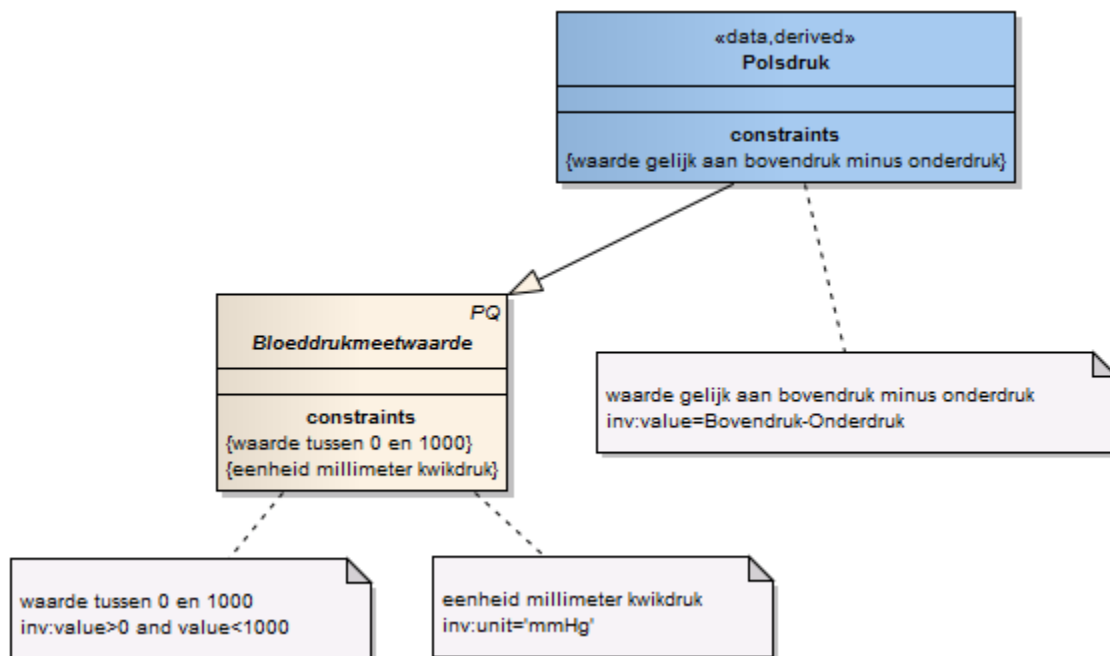 «data,derived»
Polsdruk
constraints
{waarde gelijk aan bovendruk minus onderdruk}
PQ
Bloeddrukmeetwaarde
constraints
{waarde tussen 0 en 1000}
{eenheid millimeter kwikdruk}
waarde gelijk aan bovendruk minus onderdruk
inv:value=Bovendruk-Onderdruk
waarde tussen 0 en 1000
inv:value>0 and value<1000
eenheid millimeter kwikdruk
inv:unit='mmHg'